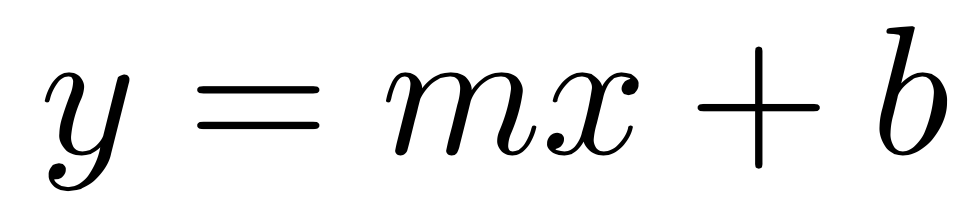 y = mx + b